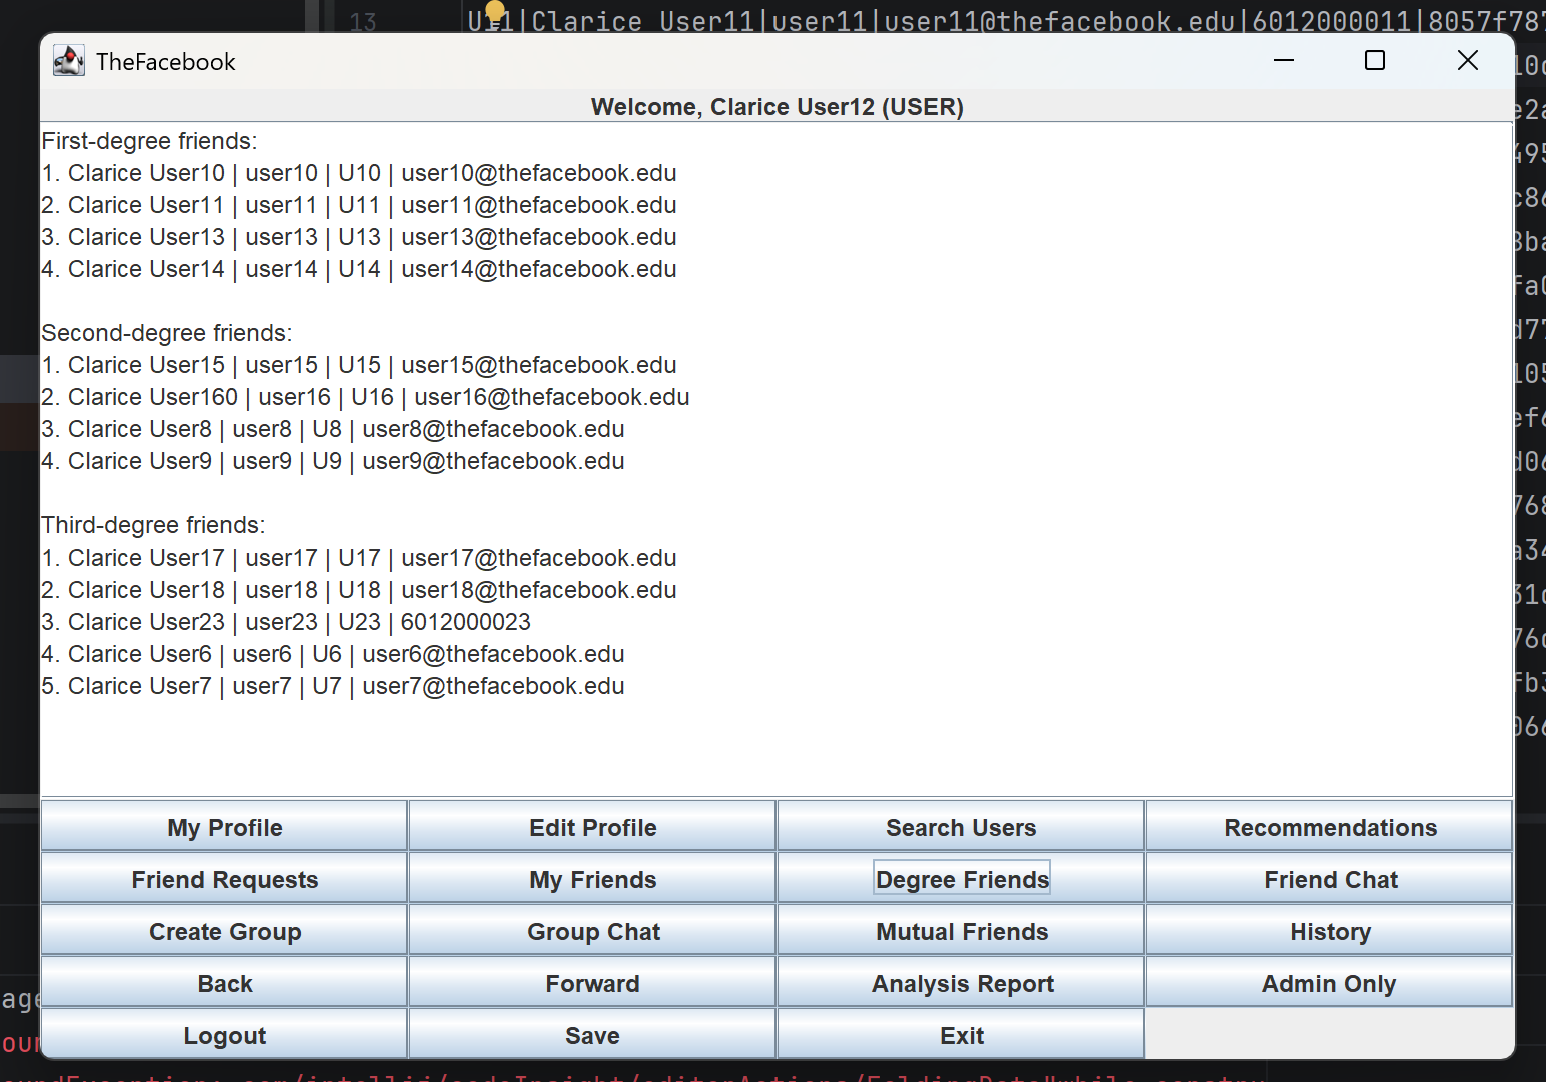 13 U11|Clarice User11|user11|user11@thefacebook.edu|6012000011|8057f787
TheFacebook
Welcome, Clarice User12 (USER)
First-degree friends:
1. Clarice User10 | user10 | U10 | user10@thefacebook.edu
2. Clarice User11 | user11 | U11 | user11@thefacebook.edu
3. Clarice User13 | user13 | U13 | user13@thefacebook.edu
4. Clarice User14 | user14 | U14 | user14@thefacebook.edu
Second-degree friends:
1. Clarice User15 | user15 | U15 | user15@thefacebook.edu
2. Clarice User160 | user16 | U16 | user16@thefacebook.edu
3. Clarice User8 | user8 | U8 | user8@thefacebook.edu
4. Clarice User9 | user9 | U9 | user9@thefacebook.edu
Third-degree friends:
1. Clarice User17 | user17 | U17 | user17@thefacebook.edu
2. Clarice User18 | user18 | U18 | user18@thefacebook.edu
3. Clarice User23 | user23 | U23 | 6012000023
4. Clarice User6 | user6 | U6 | user6@thefacebook.edu
5. Clarice User7 | user7 | U7 | user7@thefacebook.edu
My Profile
Edit Profile
Search Users
Recommendations
Friend Requests
My Friends
Degree Friends
Friend Chat
Create Group
Group Chat
Mutual Friends
History
Back
Forward
Analysis Report
Admin Only
Logout
Save
Exit